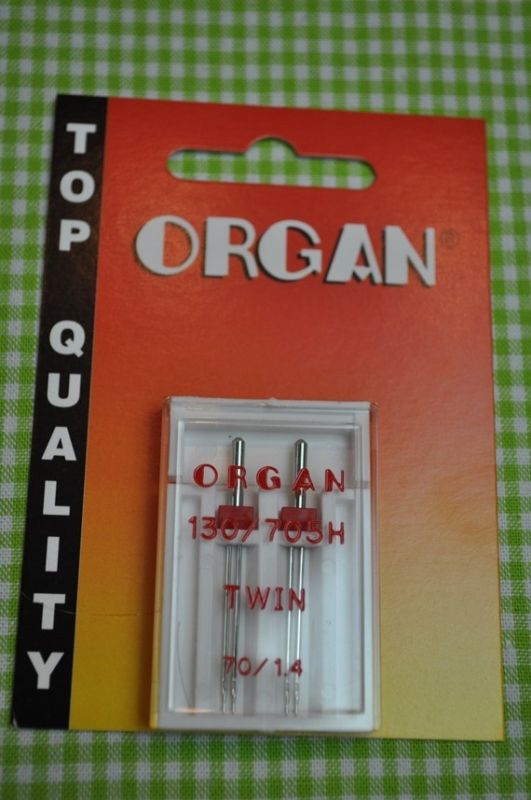 TOP QUALITY
ORGAN®
ORGAN
130/705H
TWIN
70/1.4